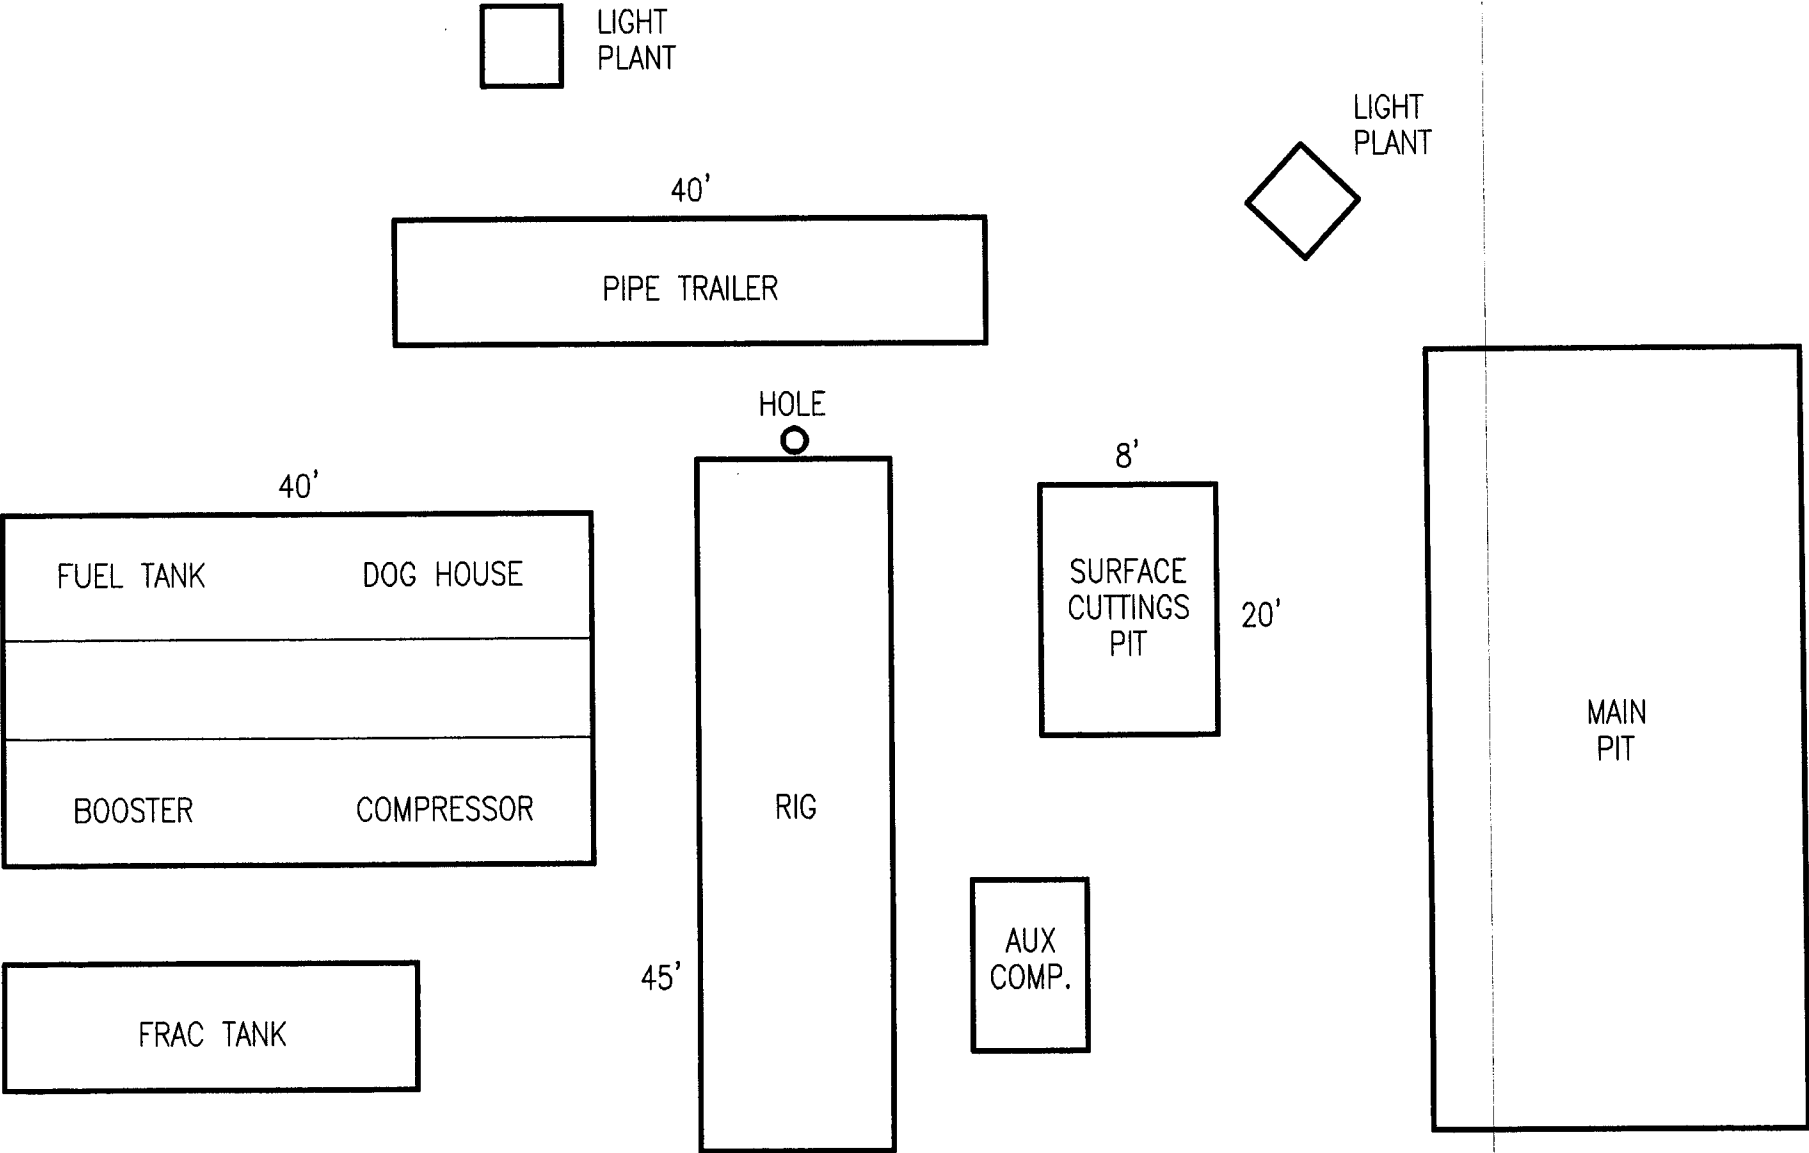 LIGHT
PLANT
LIGHT
PLANT
40'
PIPE TRAILER
HOLE
8'
40'
FUEL TANK DOG HOUSE
SURFACE
CUTTINGS
PIT
20'
MAIN
PIT
BOOSTER COMPRESSOR
RIG
AUX
COMP.
45'
FRAC TANK